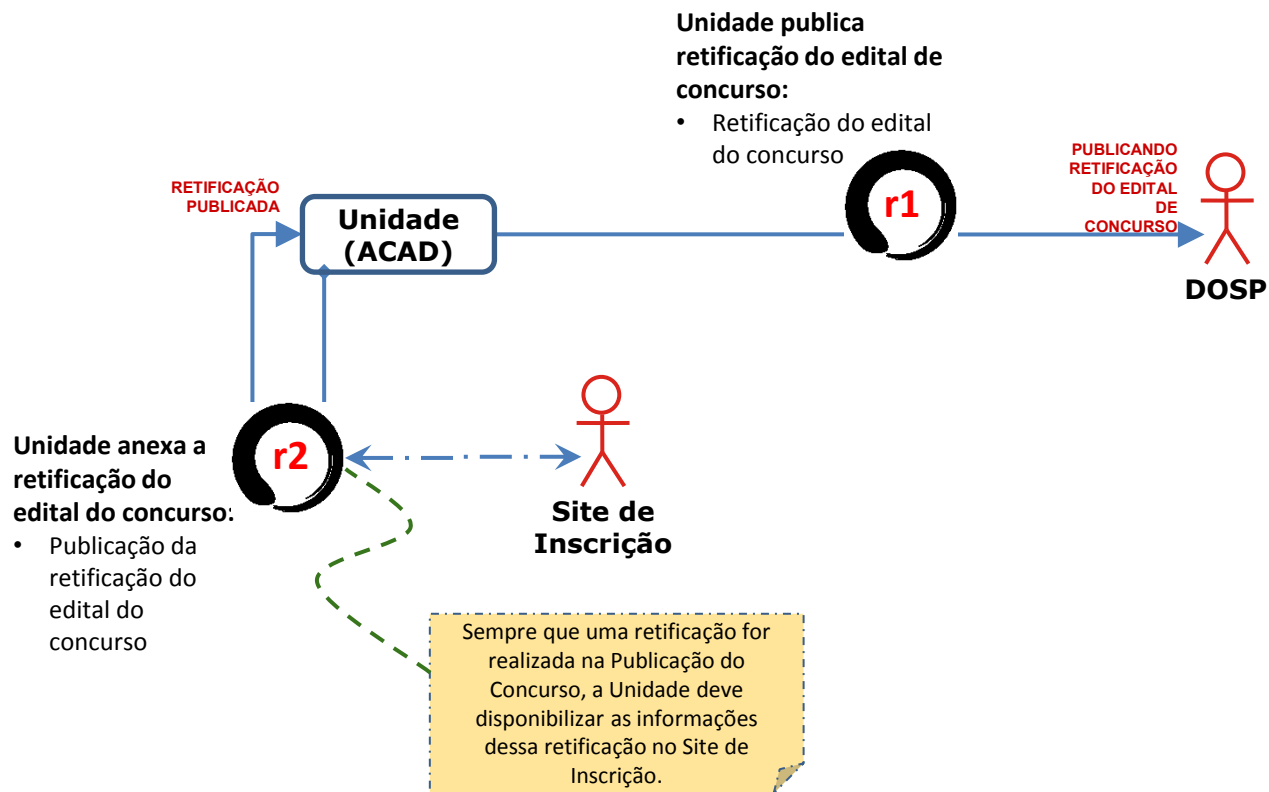 Unidade publica
retificação do edital de
concurso:
• Retificação do edital
do concurso
r1
PUBLICANDO
RETIFICAÇÃO
DO EDITAL
DE
CONCURSO
DOSP
RETIFICAÇÃO
PUBLICADA
Unidade
(ACAD)
Unidade anexa a
retificação do
edital do concurso:
• Publicação da
retificação do
edital do
concurso
r2
Site de
Inscrição
Sempre que uma retificação for
realizada na Publicação do
Concurso, a Unidade deve
disponibilizar as informações
dessa retificação no Site de
Inscrição.